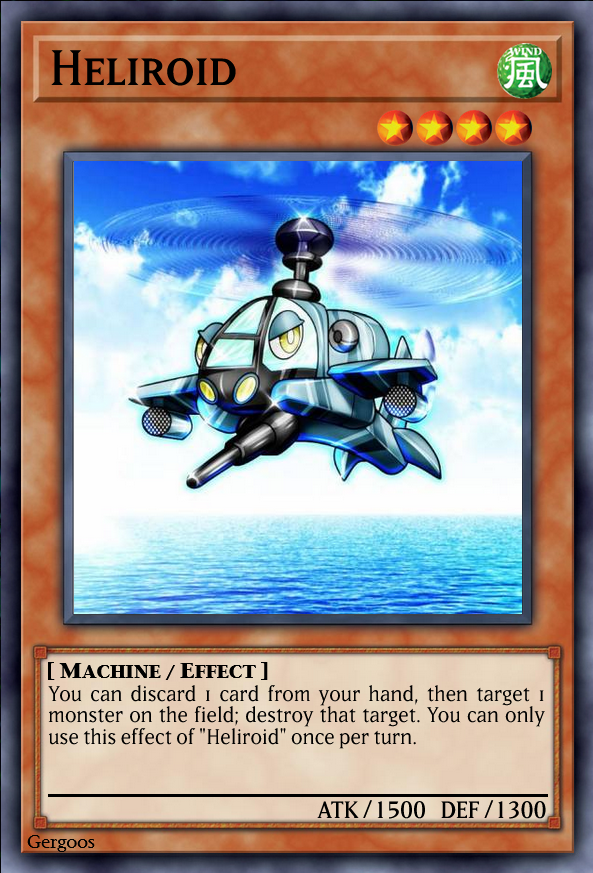 HELIROID
WIND
風
[ MACHINE / EFFECT ]
You can discard 1 card from your hand, then target 1
monster on the field; destroy that target. You can only
use this effect of "Heliroid" once per turn.
ATK/1500 DEF/1300
Gergoos